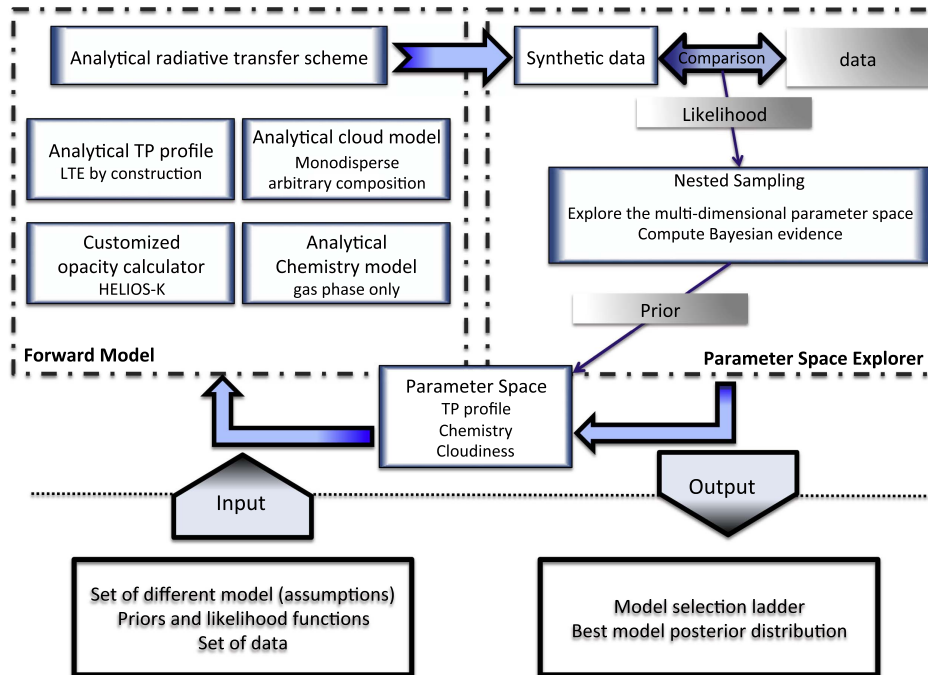 Analytical radiative transfer scheme
Analytical TP profile
LTE by construction
Analytical cloud model
Monodisperse
arbitrary composition
Customized
opacity calculator
HELIOS-K
Analytical
Chemistry model
gas phase only
Forward Model
Synthetic data
Comparison
data
Likelihood
Nested Sampling
Explore the multi-dimensional parameter space
Compute Bayesian evidence
Prior
Parameter Space Explorer
Parameter Space
TP profile
Chemistry
Cloudiness
Input
Output
Set of different model (assumptions)
Priors and likelihood functions
Set of data
Model selection ladder
Best model posterior distribution